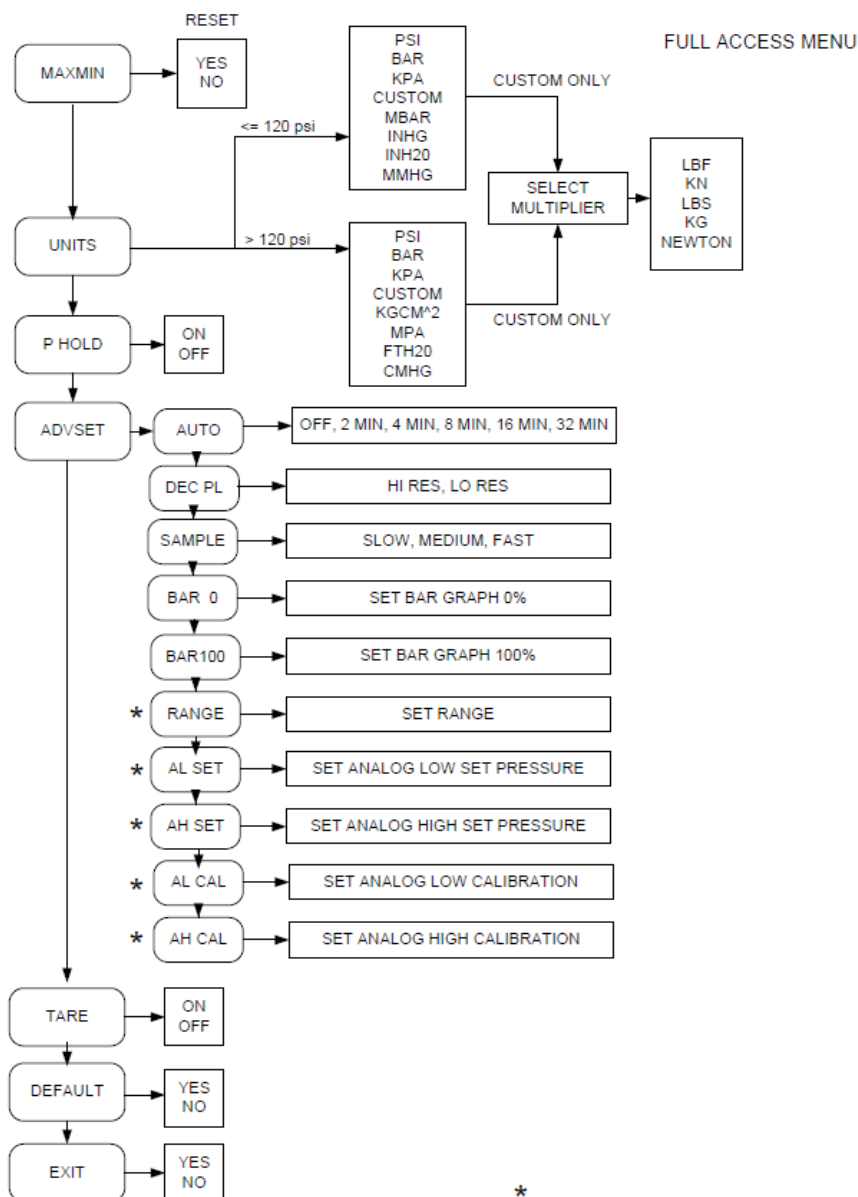 RESET
FULL ACCESS MENU
MAXMIN
YES
NO
<= 120 psi
PSI
BAR
KPA
CUSTOM
MBAR
INHG
INH20
MMHG
CUSTOM ONLY
SELECT
MULTIPLIER
LBF
KN
LBS
KG
NEWTON
UNITS
> 120 psi
PSI
BAR
KPA
CUSTOM
KGCM^2
MPA
FTH20
CMHG
CUSTOM ONLY
P HOLD
ON
OFF
ADVSET
AUTO
OFF, 2 MIN, 4 MIN, 8 MIN, 16 MIN, 32 MIN
DEC PL
HI RES, LO RES
SAMPLE
SLOW, MEDIUM, FAST
BAR 0
SET BAR GRAPH 0%
BAR100
SET BAR GRAPH 100%
* RANGE
SET RANGE
* AL SET
SET ANALOG LOW SET PRESSURE
* AH SET
SET ANALOG HIGH SET PRESSURE
* AL CAL
SET ANALOG LOW CALIBRATION
* AH CAL
SET ANALOG HIGH CALIBRATION
TARE
ON
OFF
DEFAULT
YES
NO
EXIT
YES
NO
*